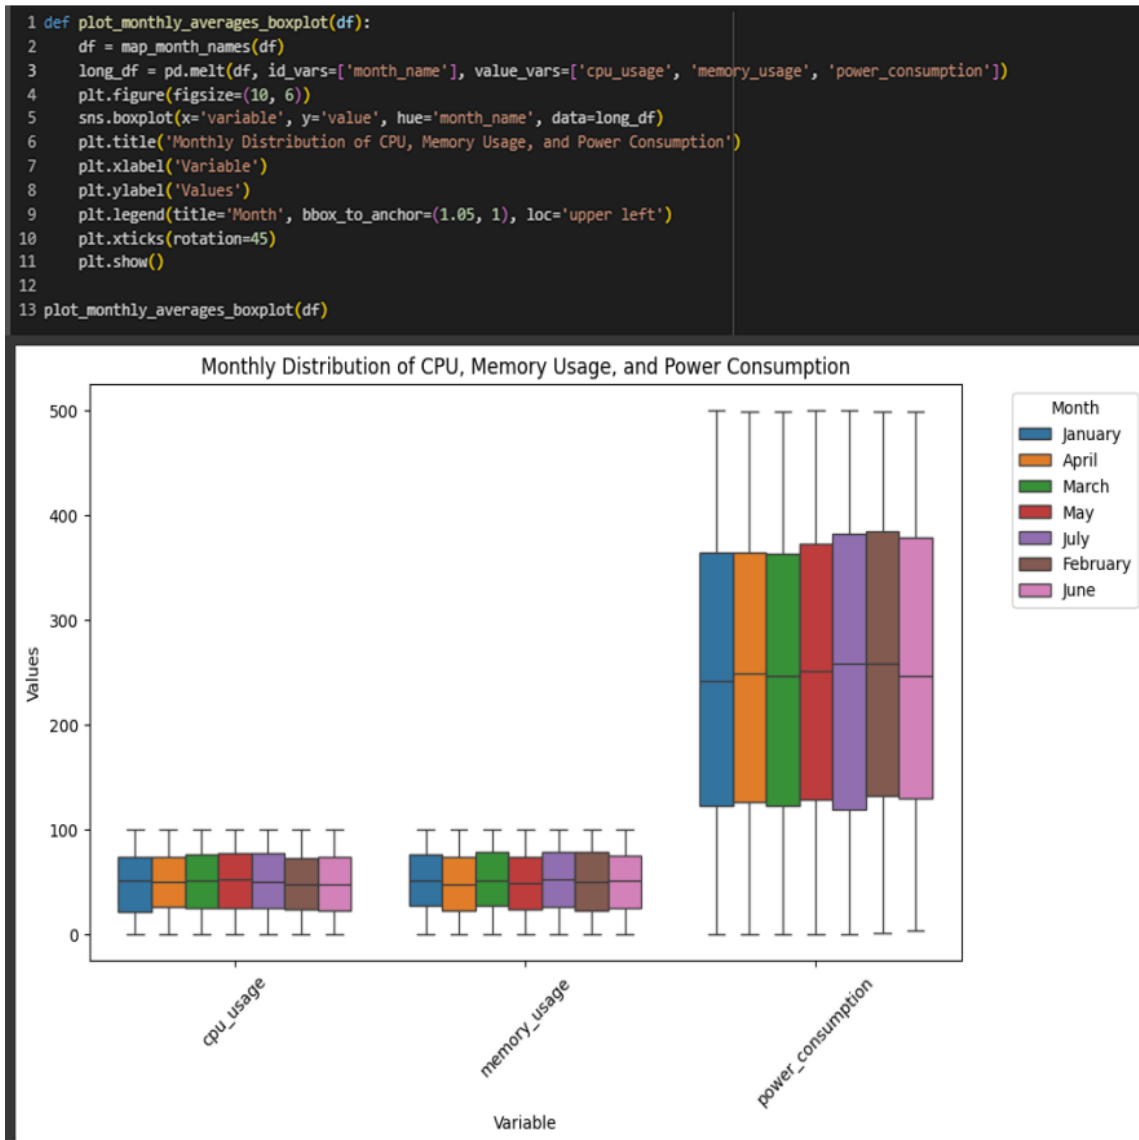 1 def plot_monthly_averages_boxplot(df):
2     df = map_month_names(df)
3     long_df = pd.melt(df, id_vars=['month_name'], value_vars=['cpu_usage', 'memory_usage', 'power_consumption'])
4     plt.figure(figsize=(10, 6))
5     sns.boxplot(x='variable', y='value', hue='month_name', data=long_df)
6     plt.title('Monthly Distribution of CPU, Memory Usage, and Power Consumption')
7     plt.xlabel('Variable')
8     plt.ylabel('Values')
9     plt.legend(title='Month', bbox_to_anchor=(1.05, 1), loc='upper left')
10     plt.xticks(rotation=45)
11     plt.show()
12
13 plot_monthly_averages_boxplot(df)
Monthly Distribution of CPU, Memory Usage, and Power Consumption
500
400
300
200
100
0
Values
cpu_usage
memory_usage
power_consumption
Variable
Month
January
April
March
May
July
February
June